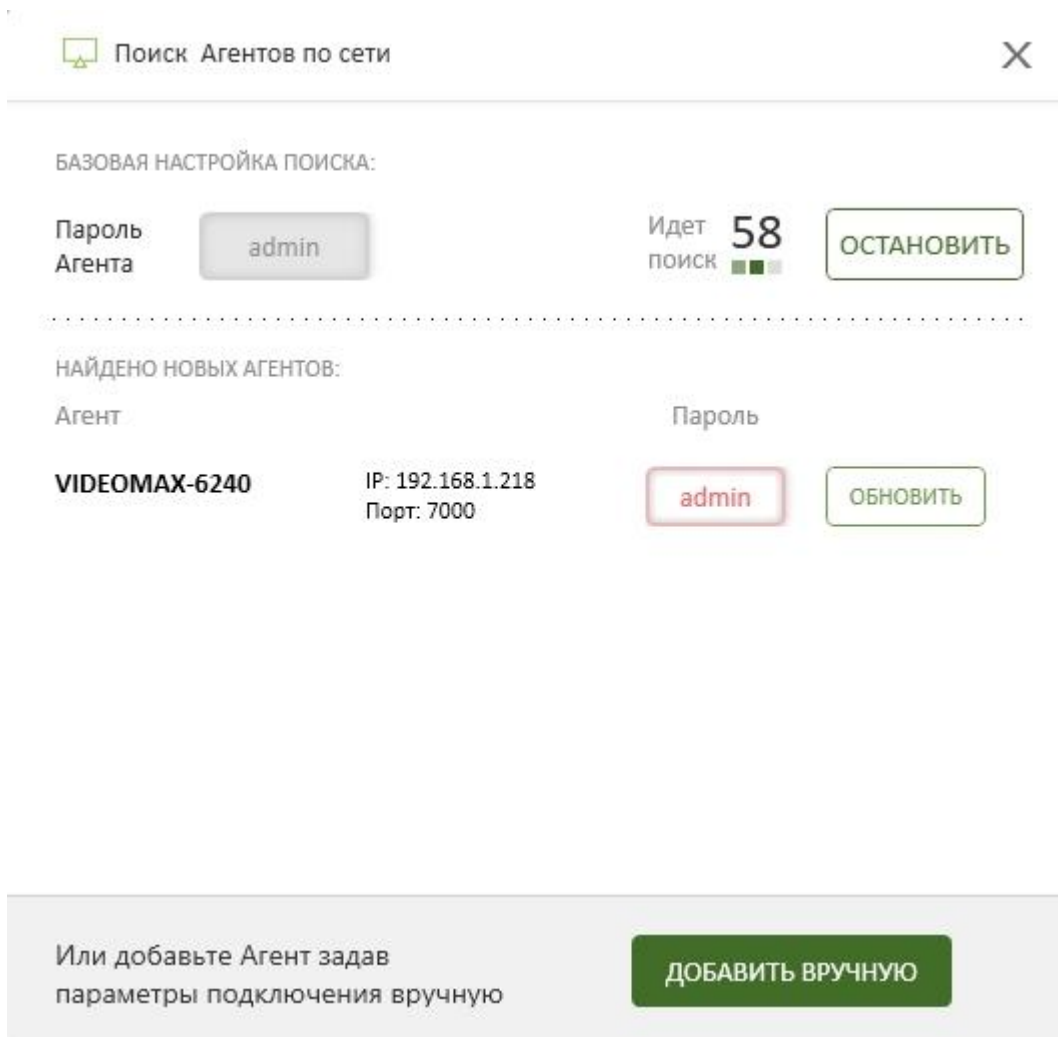 Поиск Агентов по сети
БАЗОВАЯ НАСТРОЙКА ПОИСКА:
Пароль
Агента
admin
Идет
поиск
58
ОСТАНОВИТЬ
НАЙДЕНО НОВЫХ АГЕНТОВ:
Агент
Пароль
VIDEOMAX-6240
IP: 192.168.1.218
Порт: 7000
admin
ОБНОВИТЬ
Или добавьте Агент задав
параметры подключения вручную
ДОБАВИТЬ ВРУЧНУЮ